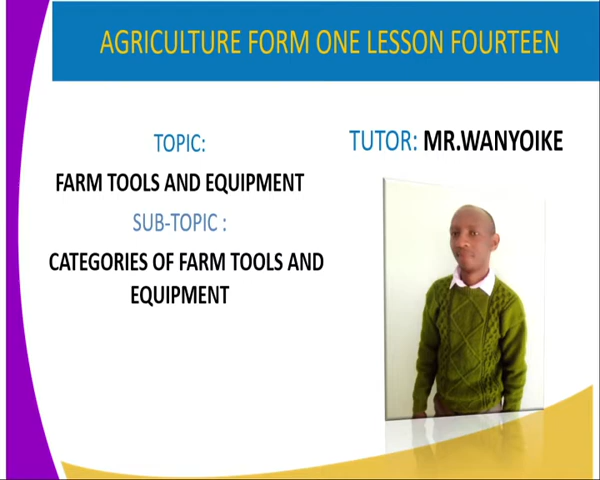 AGRICULTURE FORM ONE LESSON FOURTEEN
TOPIC:
FARM TOOLS AND EQUIPMENT
SUB-TOPIC :
CATEGORIES OF FARM TOOLS AND
EQUIPMENT
TUTOR: MR.WANYOIKE